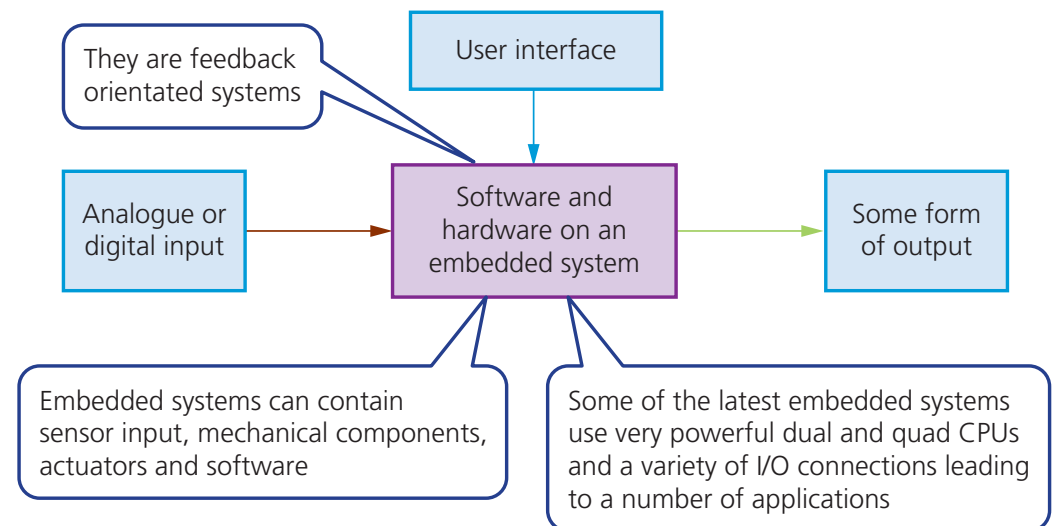 They are feedback
orientated systems
User interface
Analogue or
digital input
Software and
hardware on an
embedded system
Some form
of output
Embedded systems can contain
sensor input, mechanical components,
actuators and software
Some of the latest embedded systems
use very powerful dual and quad CPUs
and a variety of I/O connections leading
to a number of applications